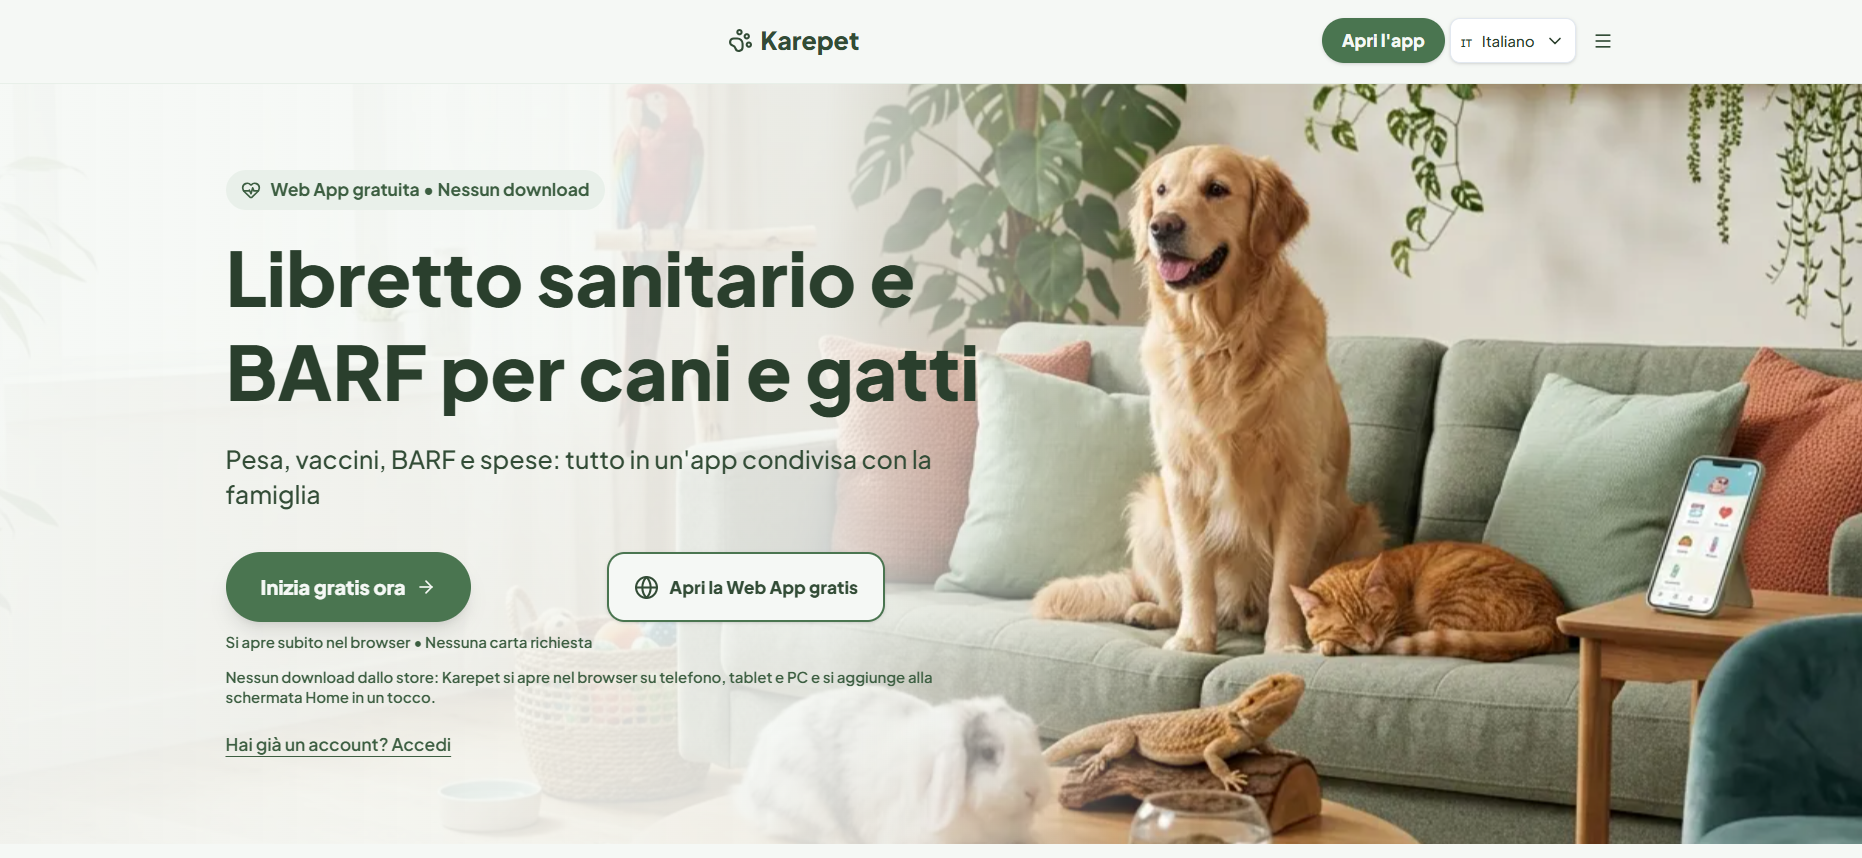 Karepet
Apri l'app
IT Italiano
Web App gratuita • Nessun download
Libretto sanitario e
BARF per cani e gatti
Pesa, vaccini, BARF e spese: tutto in un'app condivisa con la
famiglia
Inizia gratis ora
Apri la Web App gratis
Si apre subito nel browser • Nessuna carta richiesta
Nessun download dallo store: Karepet si apre nel browser su telefono, tablet e PC e si aggiunge alla
schermata Home in un tocco.
Hai già un account? Accedi